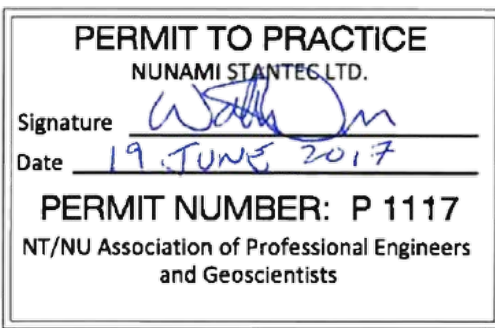 PERMIT TO PRACTICE
NUNAMI STANTEC LTD.
Signature
Date 19 JUNE 2017
PERMIT NUMBER: P 1117
NT/NU Association of Professional Engineers
and Geoscientists